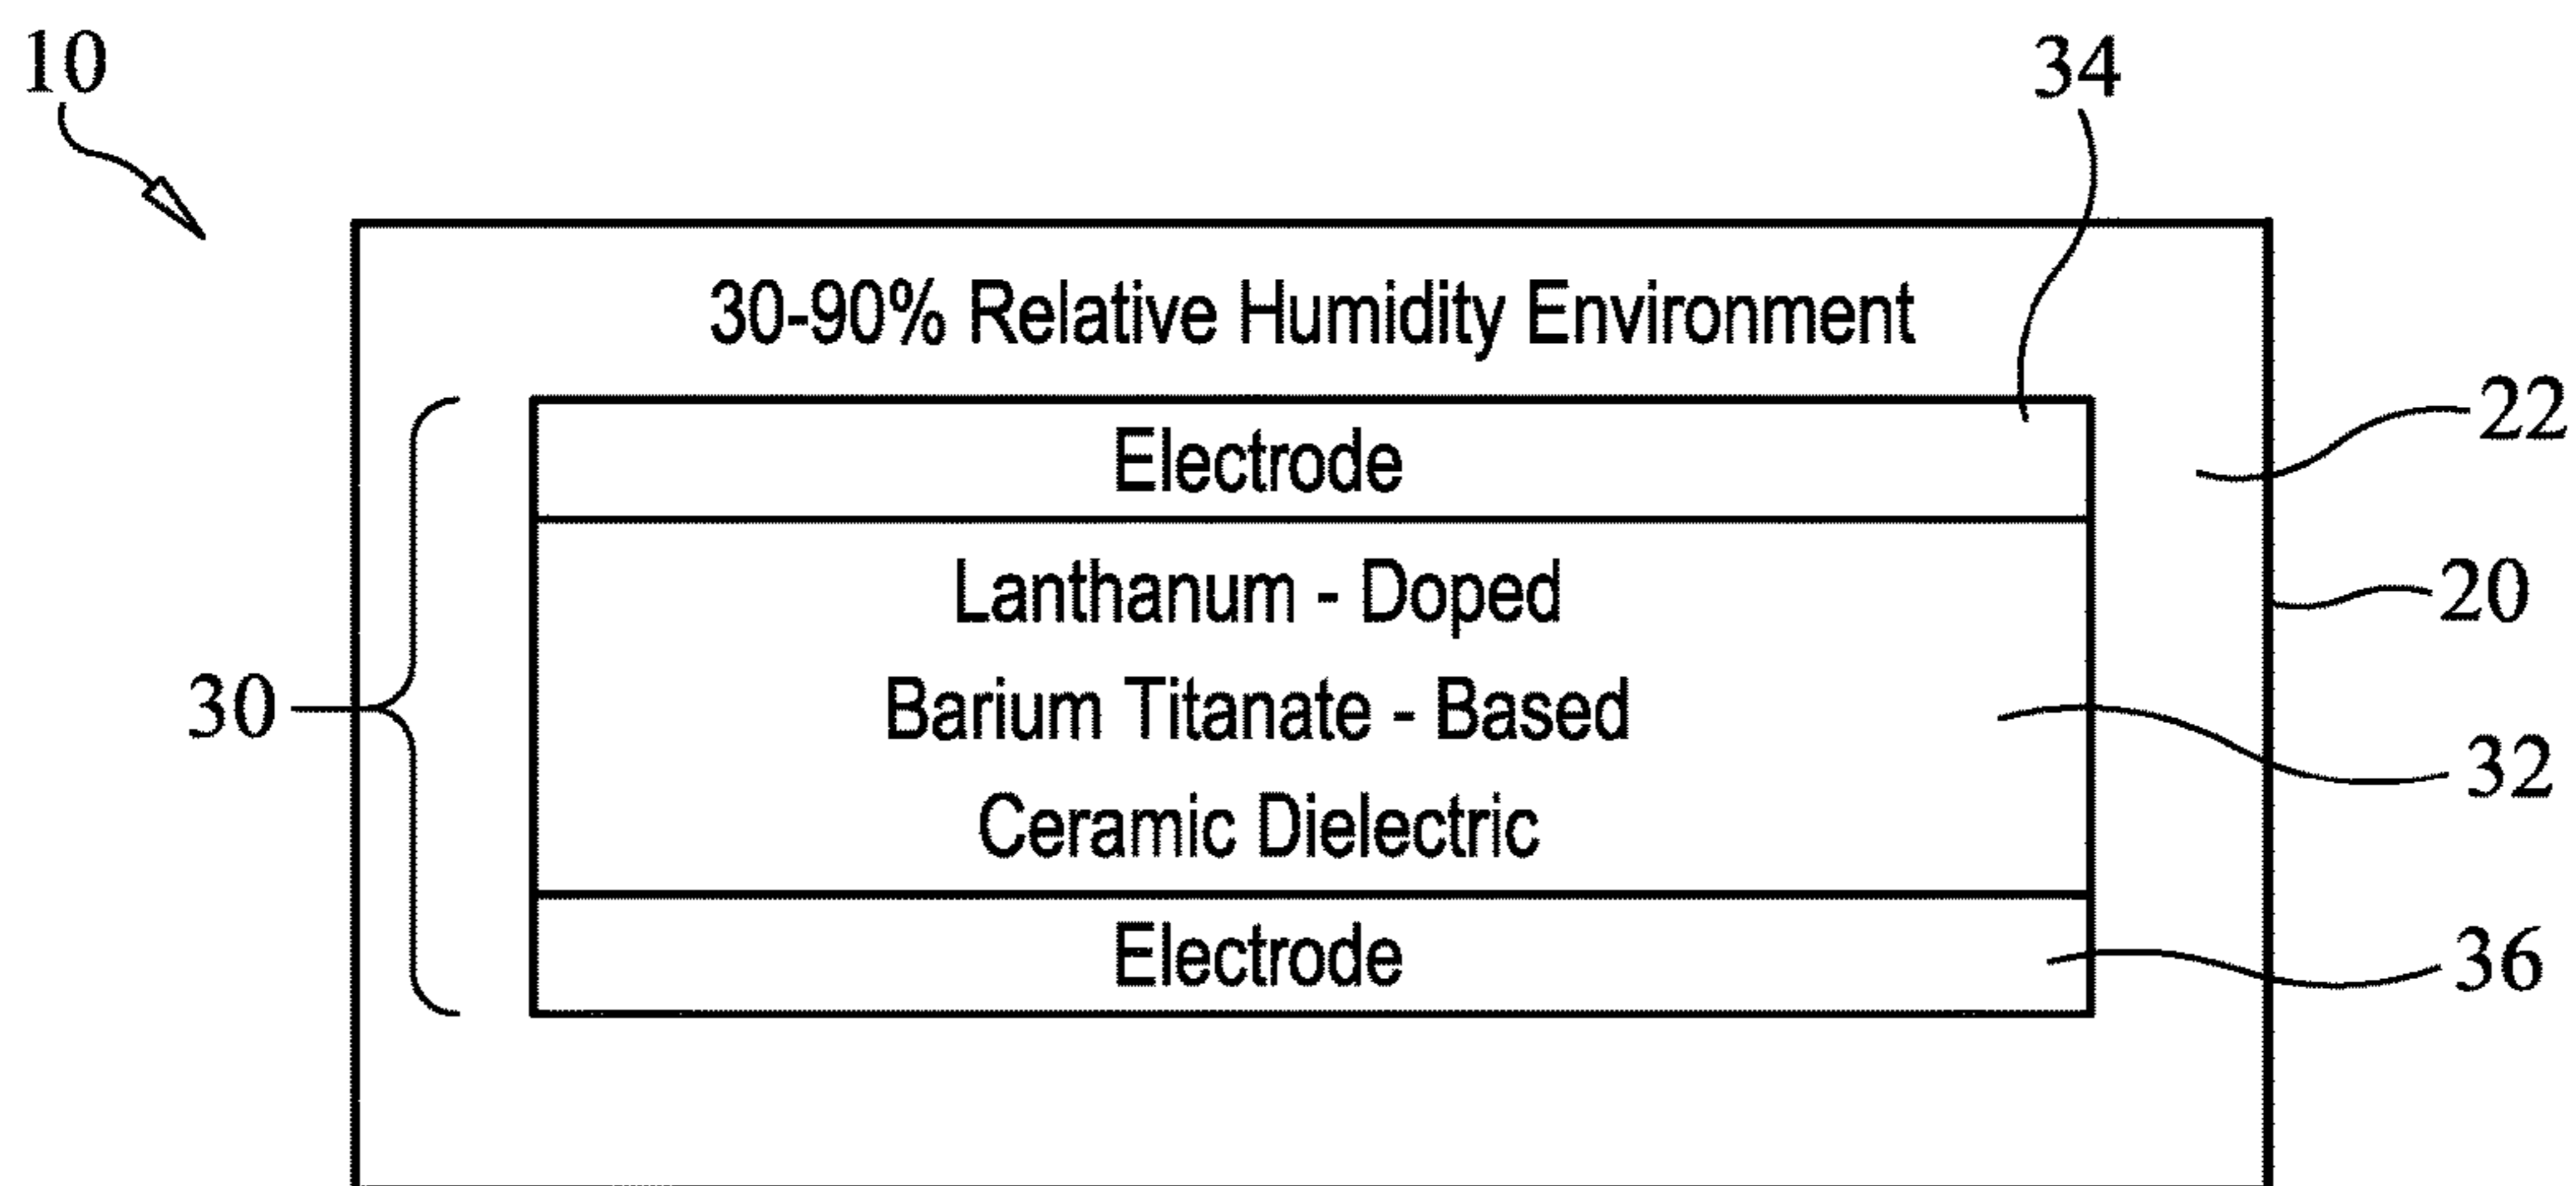 10
34
30-90% Relative Humidity Environment
22
Electrode
Lanthanum - Doped
20
30
Barium Titanate - Based
32
Ceramic Dielectric
Electrode
36